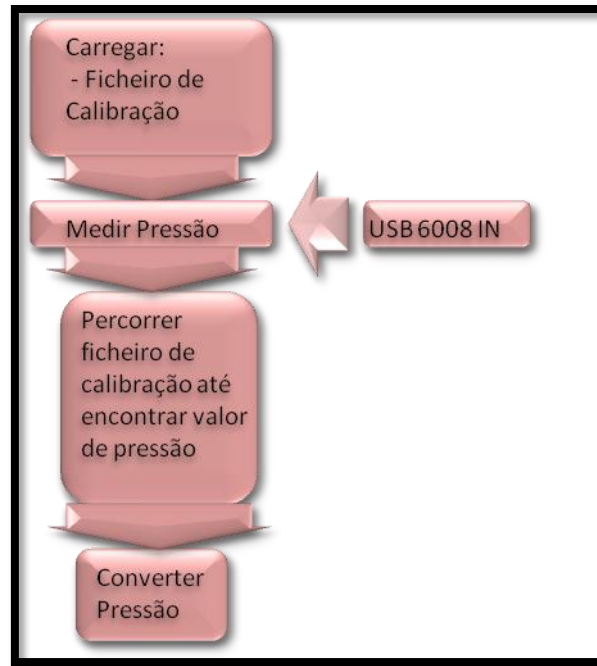 Carregar:
- Ficheiro de
Calibração
Medir Pressão
USB 6008 IN
Percorrer
ficheiro de
calibração até
encontrar valor
de pressão
Converter
Pressão